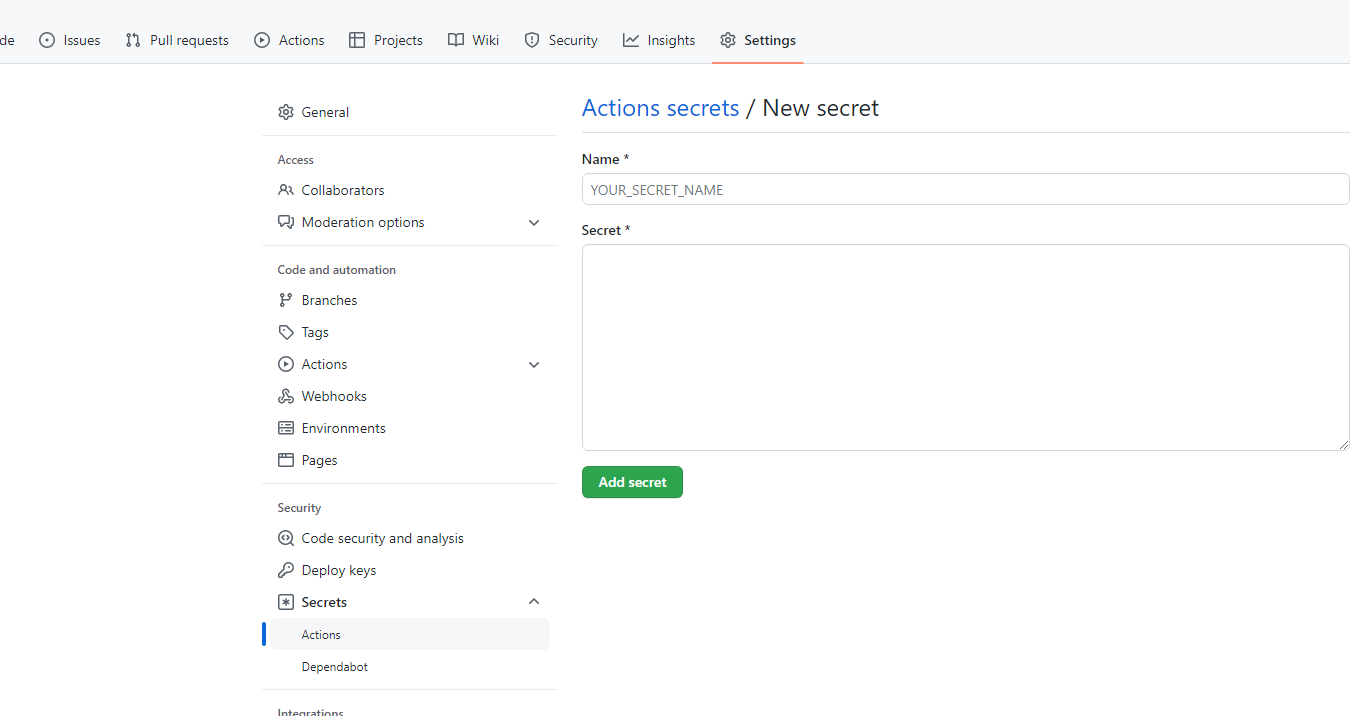 de Issues Pull requests Actions Projects Wiki Security Insights Settings
General
Access
Collaborators
Moderation options
Code and automation
Branches
Tags
Actions
Webhooks
Environments
Pages
Security
Code security and analysis
Deploy keys
Secrets
Actions
Dependabot
Integrations
Actions secrets / New secret
Name *
YOUR_SECRET_NAME
Secret *
Add secret